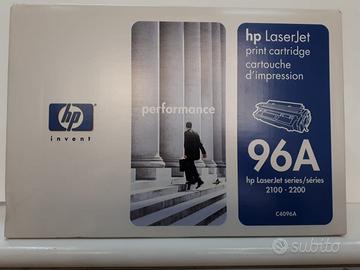 hp
invent
performance
hp LaserJet
print cartridge
cartouche
d'impression
96A
hp LaserJet series/séries
2100 - 2200
C4096A
subito